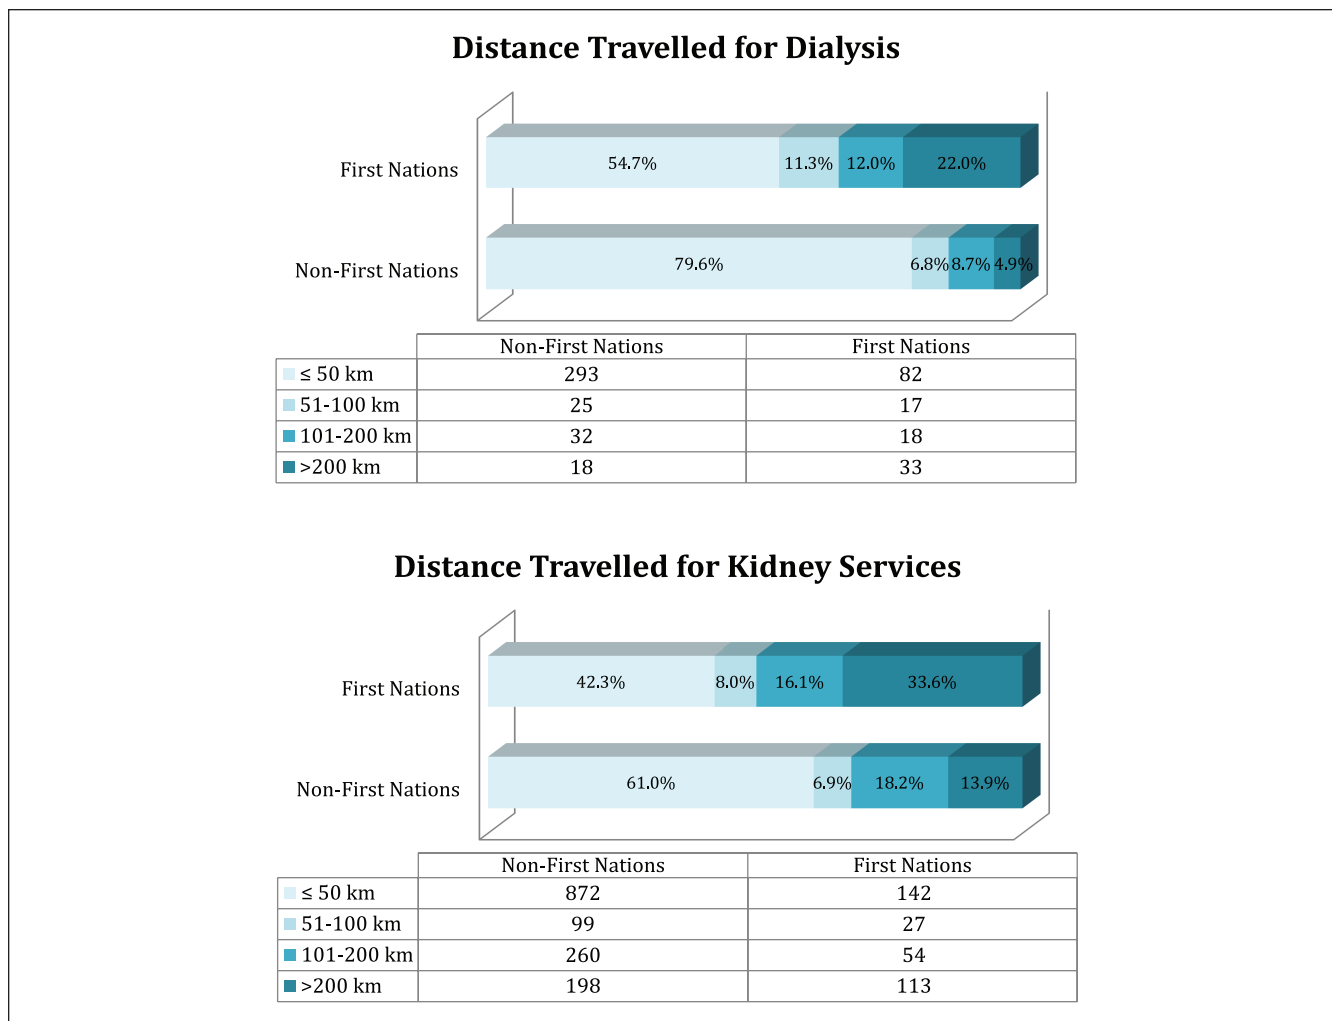 Distance Travelled for Dialysis
First Nations
54.7% 11.3% 12.0% 22.0%
Non-First Nations
79.6% 6.8% 8.7% 4.9%
Non-First Nations First Nations
≤ 50 km 293 82
51-100 km 25 17
101-200 km 32 18
>200 km 18 33
Distance Travelled for Kidney Services
First Nations
42.3% 8.0% 16.1% 33.6%
Non-First Nations
61.0% 6.9% 18.2% 13.9%
Non-First Nations First Nations
≤ 50 km 872 142
51-100 km 99 27
101-200 km 260 54
>200 km 198 113